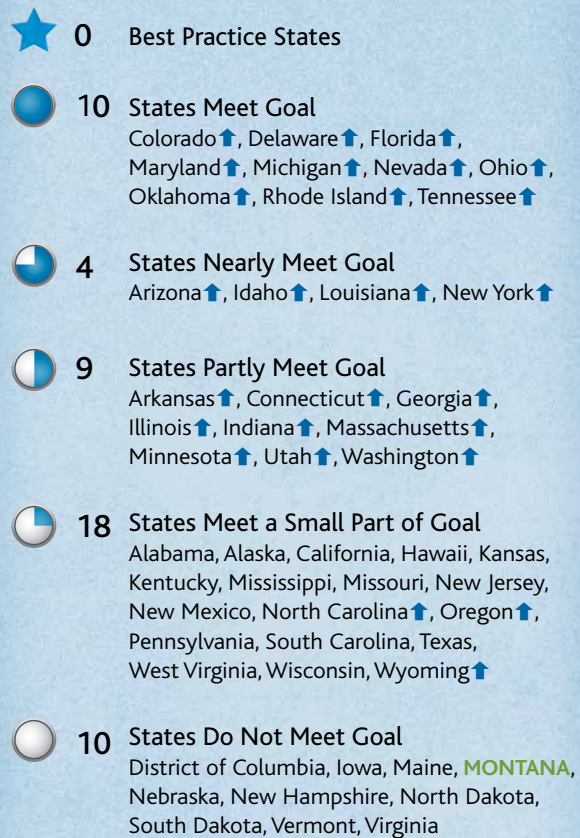 0 Best Practice States
10 States Meet Goal
Colorado⬆, Delaware⬆, Florida⬆,
Maryland⬆, Michigan⬆, Nevada⬆, Ohio⬆,
Oklahoma⬆, Rhode Island⬆, Tennessee⬆
4 States Nearly Meet Goal
Arizona⬆, Idaho⬆, Louisiana⬆, New York⬆
9 States Partly Meet Goal
Arkansas⬆, Connecticut⬆, Georgia⬆,
Illinois⬆, Indiana⬆, Massachusetts⬆,
Minnesota⬆, Utah⬆, Washington⬆
18 States Meet a Small Part of Goal
Alabama, Alaska, California, Hawaii, Kansas,
Kentucky, Mississippi, Missouri, New Jersey,
New Mexico, North Carolina⬆, Oregon⬆,
Pennsylvania, South Carolina, Texas,
West Virginia, Wisconsin, Wyoming⬆
10 States Do Not Meet Goal
District of Columbia, Iowa, Maine, MONTANA,
Nebraska, New Hampshire, North Dakota,
South Dakota, Vermont, Virginia